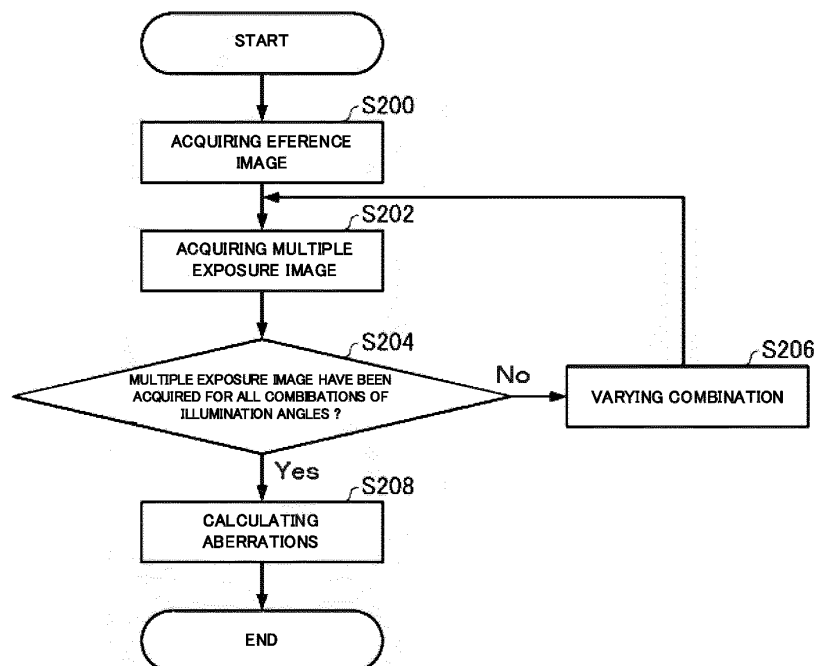 START
S200
ACQUIRING EFERENCE
IMAGE
S202
ACQUIRING MULTIPLE
EXPOSURE IMAGE
S204
MULTIPLE EXPOSURE IMAGE HAVE BEEN
ACQUIRED FOR ALL COMBIBATIONS OF
ILLUMINATION ANGLES ?
No
S206
VARYING COMBINATION
Yes
S208
CALCULATING
ABERRATIONS
END